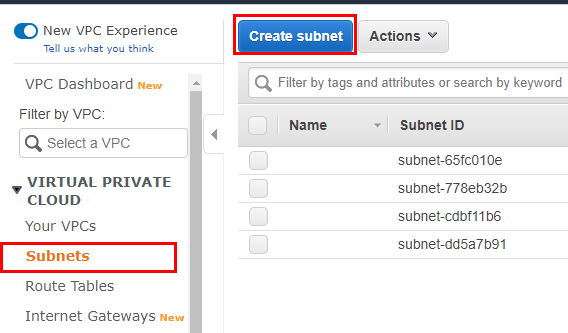 New VPC Experience
Tell us what you think
VPC Dashboard New
Filter by VPC:
Select a VPC
VIRTUAL PRIVATE
CLOUD
Your VPCs
Subnets
Route Tables
Internet Gateways New
Create subnet Actions
Filter by tags and attributes or search by keyword
Name Subnet ID
subnet-65fc010e
subnet-778eb32b
subnet-cdbf11b6
subnet-dd5a7b91